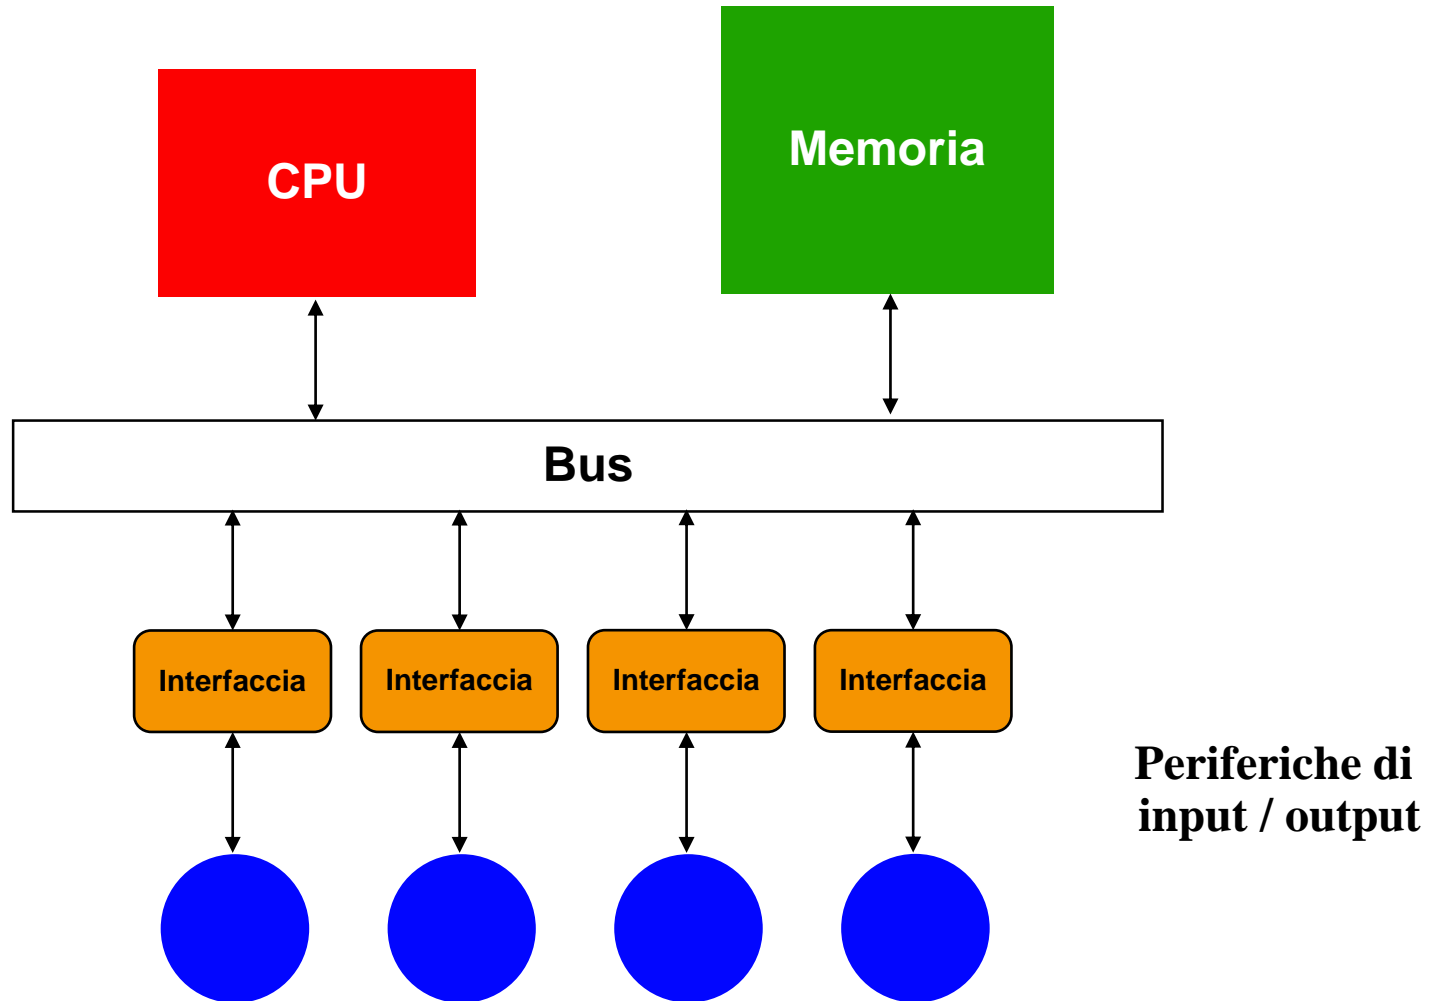 CPU
Memoria
Bus
Interfaccia
Interfaccia
Interfaccia
Interfaccia
Periferiche di
input / output